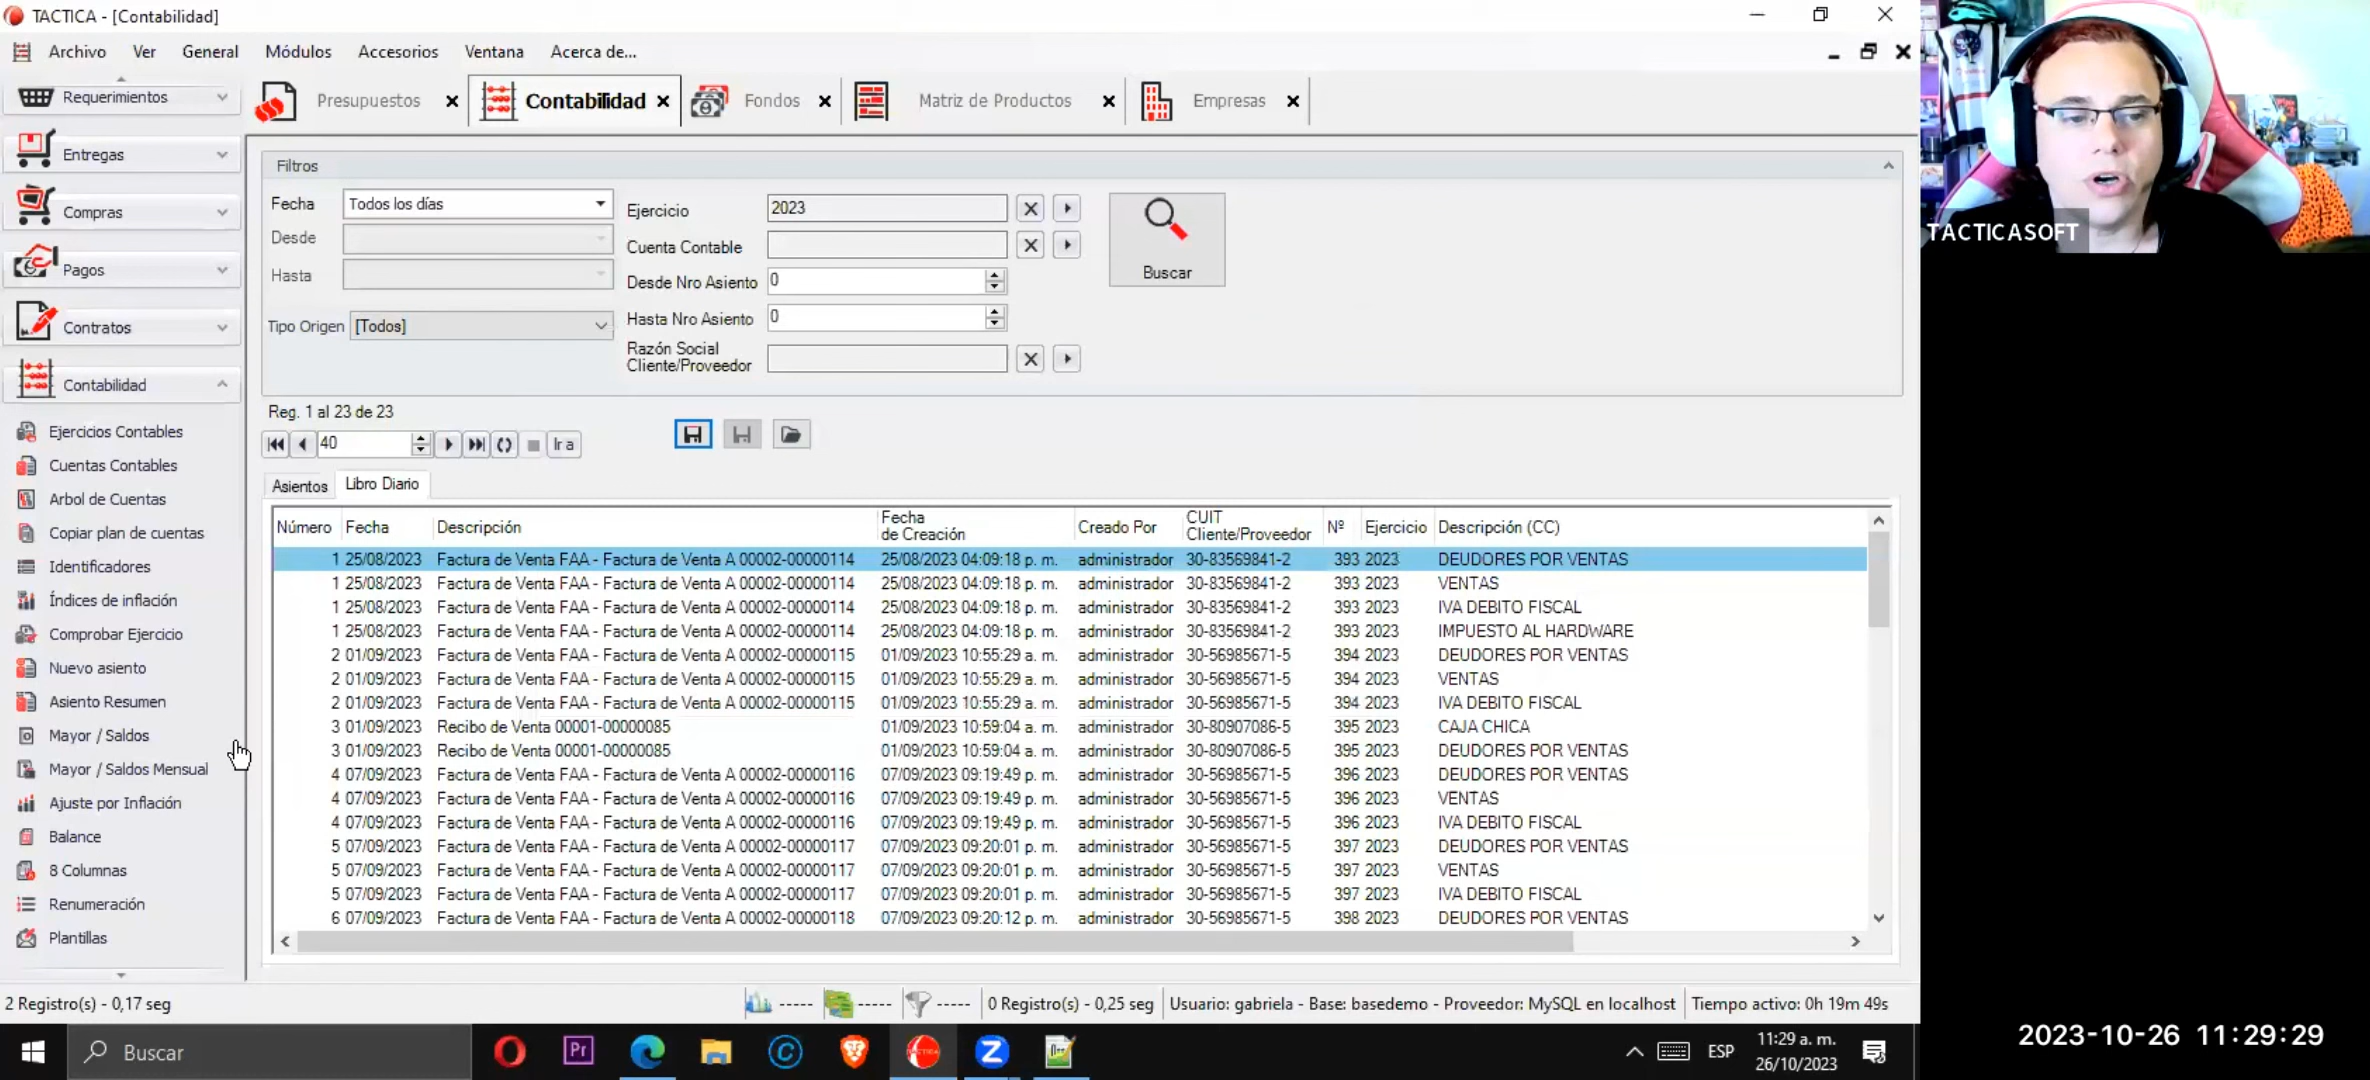 TACTICA - [Contabilidad]
Archivo Ver General Módulos Accesorios Ventana Acerca de...
Requerimientos
Entregas
Compras
Pagos
Contratos
Contabilidad
Ejercicios Contables
Cuentas Contables
Arbol de Cuentas
Copiar plan de cuentas
Identificadores
Índices de inflación
Comprobar Ejercicio
Nuevo asiento
Asiento Resumen
Mayor / Saldos
Mayor / Saldos Mensual
Ajuste por Inflación
Balance
8 Columnas
Renumeración
Plantillas
Presupuestos Contabilidad Fondos Matriz de Productos Empresas
Filtros
Fecha Todos los días
Desde
Hasta
Tipo Origen [Todos]
Ejercicio 2023
Cuenta Contable
Desde Nro Asiento 0
Hasta Nro Asiento 0
Razón Social
Cliente/Proveedor
Buscar
Reg. 1 al 23 de 23
40 Ir a
Asientos Libro Diario
Número Fecha Descripción Fecha de Creación Creado Por CUIT Cliente/Proveedor Nº Ejercicio Descripción (CC)
1 25/08/2023 Factura de Venta FAA - Factura de Venta A 00002-00000114 25/08/2023 04:09:18 p. m. administrador 30-83569841-2 393 2023 DEUDORES POR VENTAS
1 25/08/2023 Factura de Venta FAA - Factura de Venta A 00002-00000114 25/08/2023 04:09:18 p. m. administrador 30-83569841-2 393 2023 VENTAS
1 25/08/2023 Factura de Venta FAA - Factura de Venta A 00002-00000114 25/08/2023 04:09:18 p. m. administrador 30-83569841-2 393 2023 IVA DEBITO FISCAL
1 25/08/2023 Factura de Venta FAA - Factura de Venta A 00002-00000114 25/08/2023 04:09:18 p. m. administrador 30-83569841-2 393 2023 IMPUESTO AL HARDWARE
2 01/09/2023 Factura de Venta FAA - Factura de Venta A 00002-00000115 01/09/2023 10:55:29 a. m. administrador 30-56985671-5 394 2023 DEUDORES POR VENTAS
2 01/09/2023 Factura de Venta FAA - Factura de Venta A 00002-00000115 01/09/2023 10:55:29 a. m. administrador 30-56985671-5 394 2023 VENTAS
2 01/09/2023 Factura de Venta FAA - Factura de Venta A 00002-00000115 01/09/2023 10:55:29 a. m. administrador 30-56985671-5 394 2023 IVA DEBITO FISCAL
3 01/09/2023 Recibo de Venta 00001-00000085 01/09/2023 10:59:04 a. m. administrador 30-80907086-5 395 2023 CAJA CHICA
3 01/09/2023 Recibo de Venta 00001-00000085 01/09/2023 10:59:04 a. m. administrador 30-80907086-5 395 2023 DEUDORES POR VENTAS
4 07/09/2023 Factura de Venta FAA - Factura de Venta A 00002-00000116 07/09/2023 09:19:49 p. m. administrador 30-56985671-5 396 2023 DEUDORES POR VENTAS
4 07/09/2023 Factura de Venta FAA - Factura de Venta A 00002-00000116 07/09/2023 09:19:49 p. m. administrador 30-56985671-5 396 2023 VENTAS
4 07/09/2023 Factura de Venta FAA - Factura de Venta A 00002-00000116 07/09/2023 09:19:49 p. m. administrador 30-56985671-5 396 2023 IVA DEBITO FISCAL
5 07/09/2023 Factura de Venta FAA - Factura de Venta A 00002-00000117 07/09/2023 09:20:01 p. m. administrador 30-56985671-5 397 2023 DEUDORES POR VENTAS
5 07/09/2023 Factura de Venta FAA - Factura de Venta A 00002-00000117 07/09/2023 09:20:01 p. m. administrador 30-56985671-5 397 2023 VENTAS
5 07/09/2023 Factura de Venta FAA - Factura de Venta A 00002-00000117 07/09/2023 09:20:01 p. m. administrador 30-56985671-5 397 2023 IVA DEBITO FISCAL
6 07/09/2023 Factura de Venta FAA - Factura de Venta A 00002-00000118 07/09/2023 09:20:12 p. m. administrador 30-56985671-5 398 2023 DEUDORES POR VENTAS
2 Registro(s) - 0,17 seg ----- ----- ----- 0 Registro(s) - 0,25 seg Usuario: gabriela - Base: basedemo - Proveedor: MySQL en localhost Tiempo activo: 0h 19m 49s
Buscar Pr ESP 11:29 a. m.
26/10/2023
TACTICASOFT
2023-10-26 11:29:29